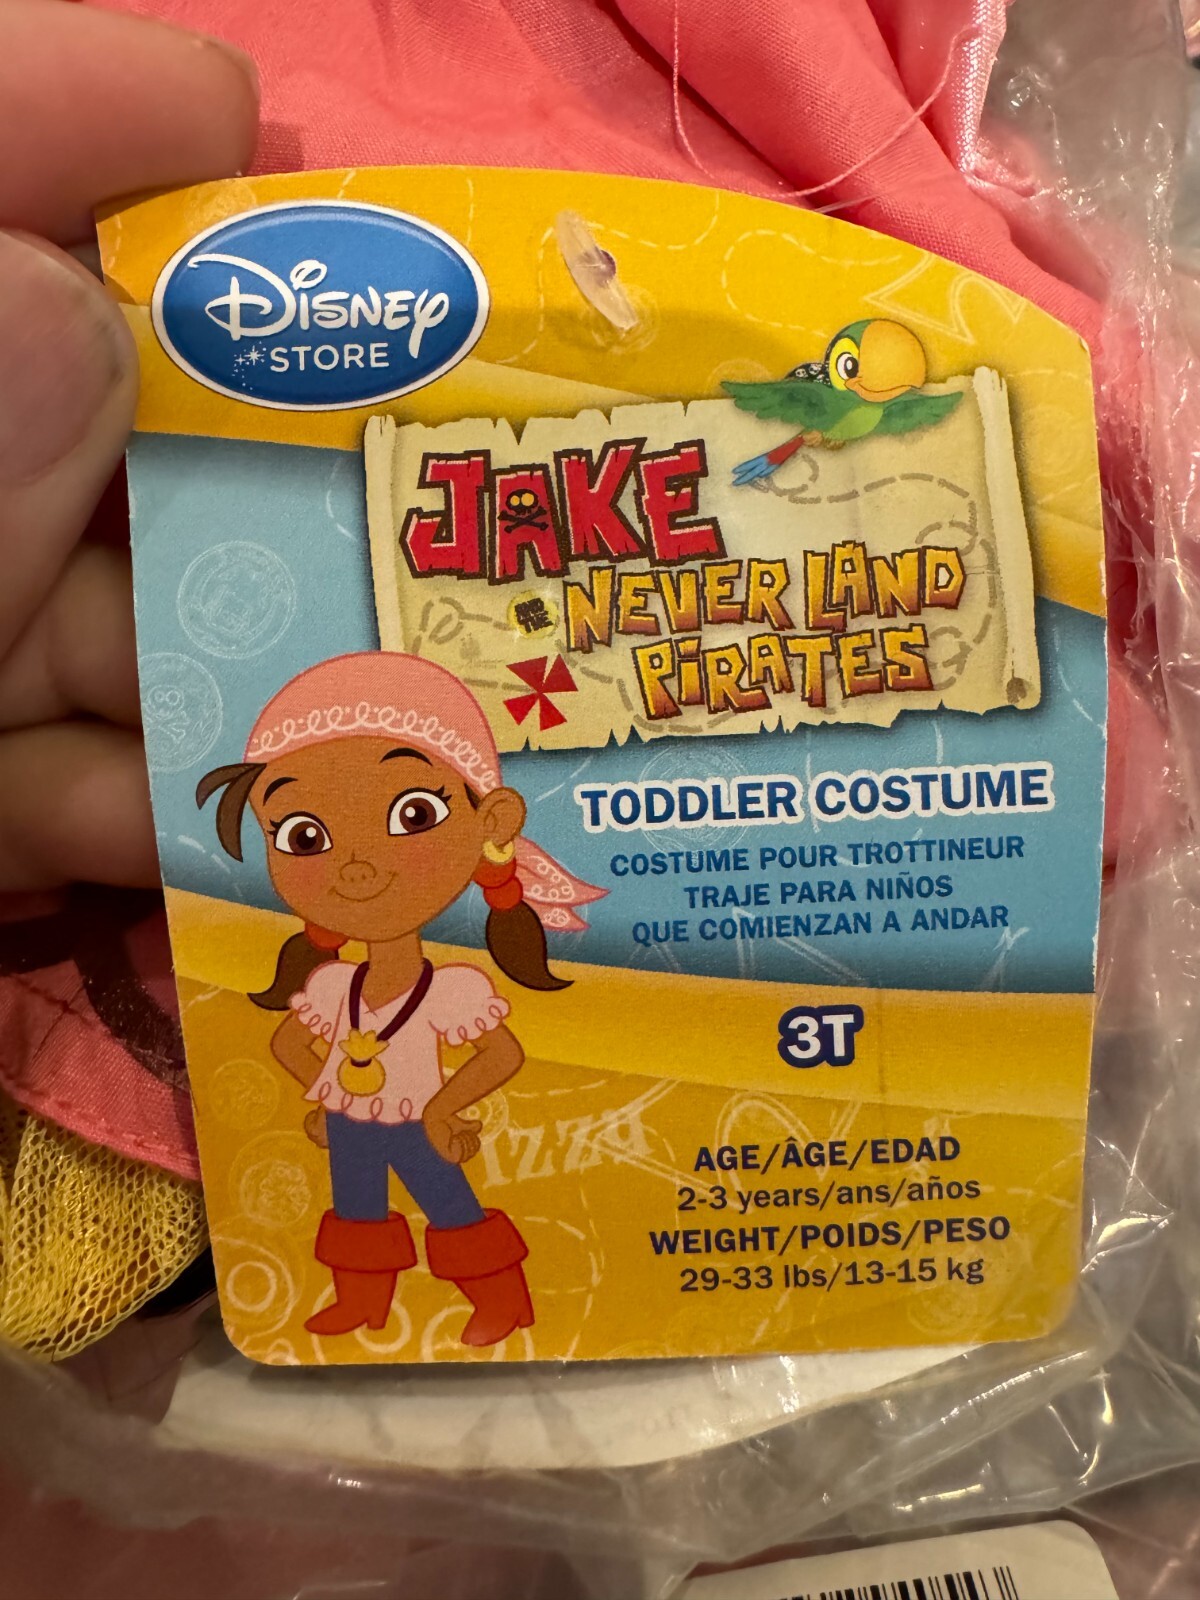 Disney
STORE
JAKE
AND THE
NEVER LAND
PIRATES
TODDLER COSTUME
COSTUME POUR TROTTINEUR
TRAJE PARA NIÑOS
QUE COMIENZAN A ANDAR
3T
AGE/ÂGE/EDAD
2-3 years/ans/años
WEIGHT/POIDS/PESO
29-33 lbs/13-15 kg